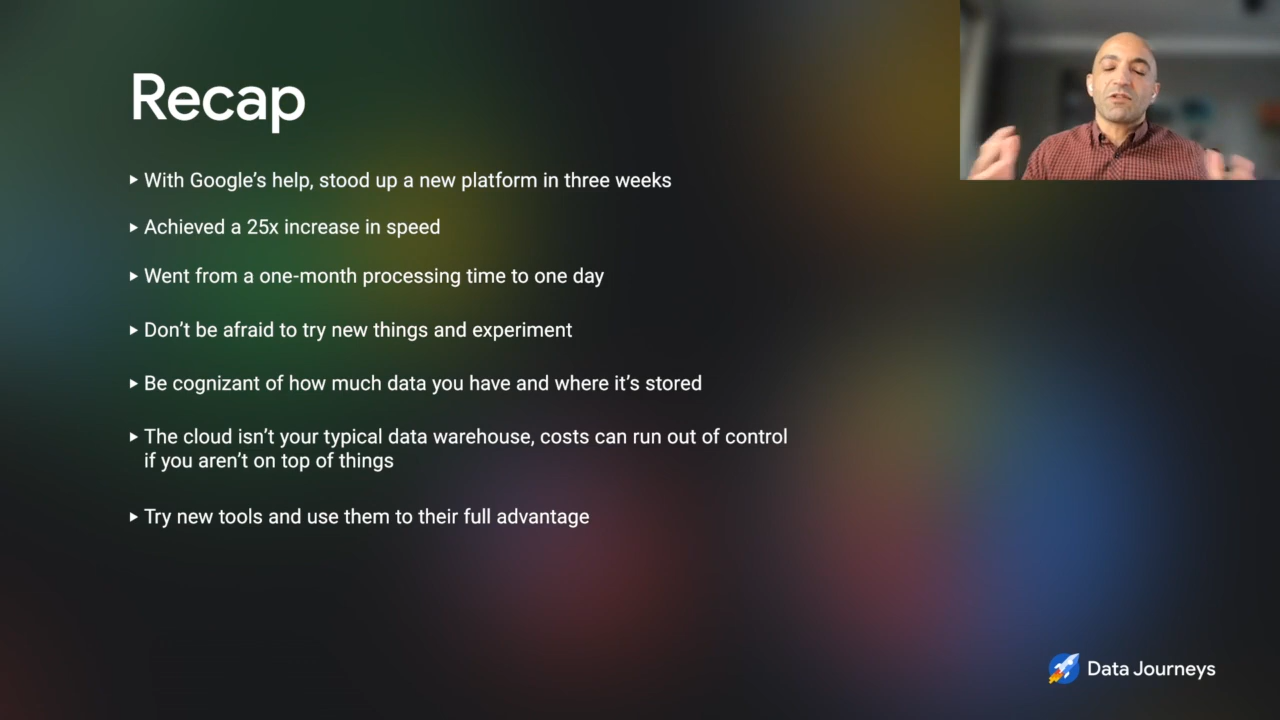 Recap
▸ With Google’s help, stood up a new platform in three weeks
▸ Achieved a 25x increase in speed
▸ Went from a one-month processing time to one day
▸ Don’t be afraid to try new things and experiment
▸ Be cognizant of how much data you have and where it’s stored
▸ The cloud isn’t your typical data warehouse, costs can run out of control
if you aren’t on top of things
▸ Try new tools and use them to their full advantage
Data Journeys